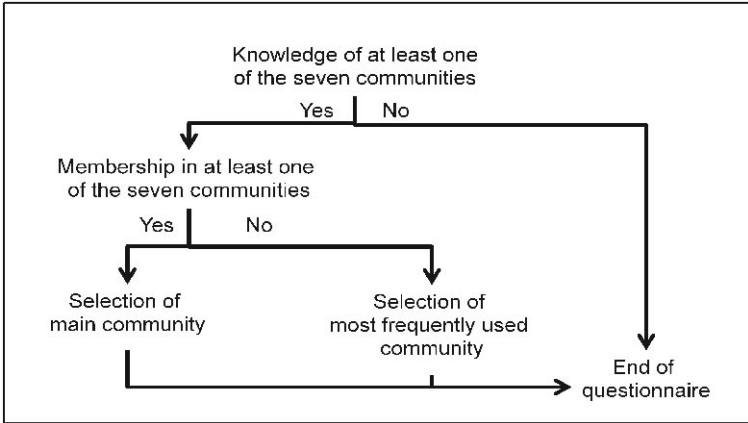 Knowledge of at least one
of the seven communities
Yes No
Membership in at least one
of the seven communities
Yes No
Selection of
main community
Selection of
most frequently used
community
End of
questionnaire